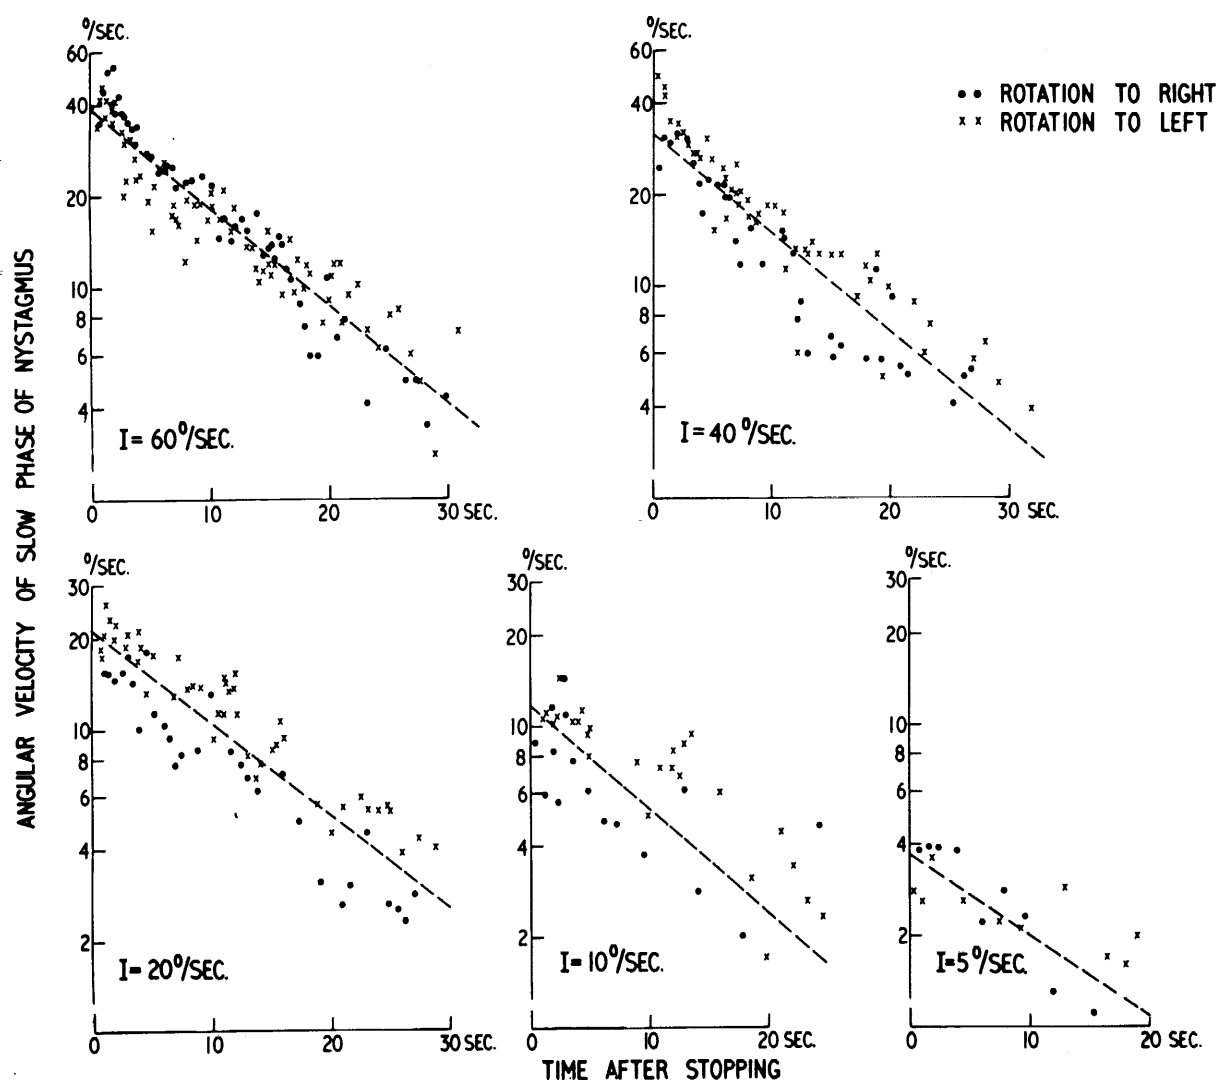 ANGULAR VELOCITY OF SLOW PHASE OF NYSTAGMUS
°/SEC.
60
40
20
10
8
6
4
I = 60°/SEC.
0 10 20 30 SEC.
°/SEC.
60
40
20
10
8
6
4
I = 40°/SEC.
0 10 20 30 SEC.
•• ROTATION TO RIGHT
x x ROTATION TO LEFT
°/SEC.
30
20
10
8
6
4
2
I = 20°/SEC.
0 10 20 30 SEC.
°/SEC.
30
20
10
8
6
4
2
I = 10°/SEC.
0 10 20 SEC.
°/SEC.
30
20
10
8
6
4
2
I = 5°/SEC.
0 10 20 SEC.
TIME AFTER STOPPING